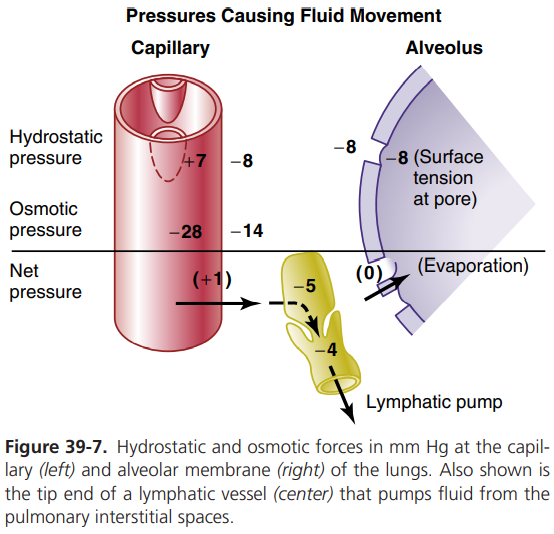 Pressures Causing Fluid Movement
Capillary
Alveolus
Hydrostatic
pressure
+7
−8
−8
−8 (Surface
tension
at pore)
Osmotic
pressure
−28
−14
Net
pressure
(+1)
−5
−4
(0)
(Evaporation)
Lymphatic pump
Figure 39-7. Hydrostatic and osmotic forces in mm Hg at the capil-
lary (left) and alveolar membrane (right) of the lungs. Also shown is
the tip end of a lymphatic vessel (center) that pumps fluid from the
pulmonary interstitial spaces.